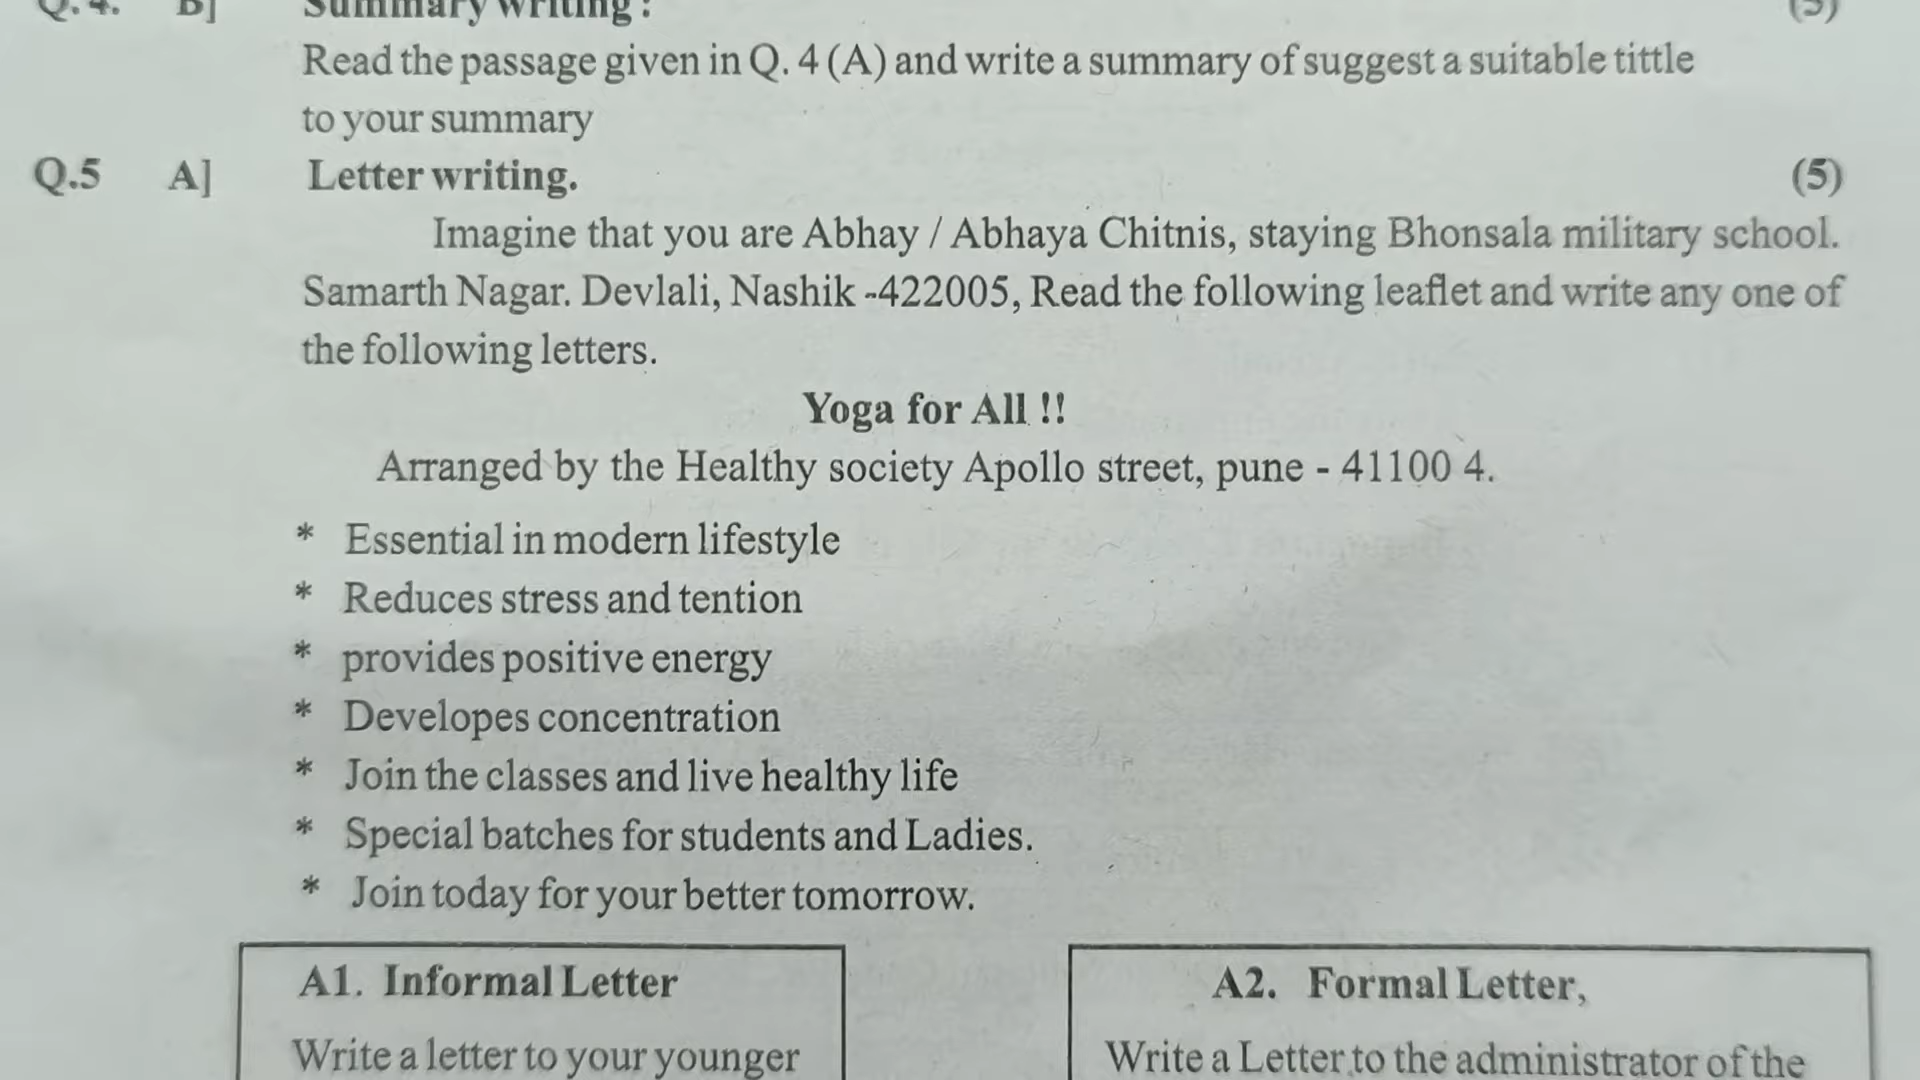 Q. 4. B] Summary writing : (5)
Read the passage given in Q. 4 (A) and write a summary of suggest a suitable tittle
to your summary
Q.5 A] Letter writing. (5)
Imagine that you are Abhay / Abhaya Chitnis, staying Bhonsala military school.
Samarth Nagar. Devlali, Nashik -422005, Read the following leaflet and write any one of
the following letters.
Yoga for All !!
Arranged by the Healthy society Apollo street, pune - 41100 4.
* Essential in modern lifestyle
* Reduces stress and tention
* provides positive energy
* Developes concentration
* Join the classes and live healthy life
* Special batches for students and Ladies.
* Join today for your better tomorrow.
A1. Informal Letter
Write a letter to your younger
A2. Formal Letter,
Write a Letter to the administrator of the